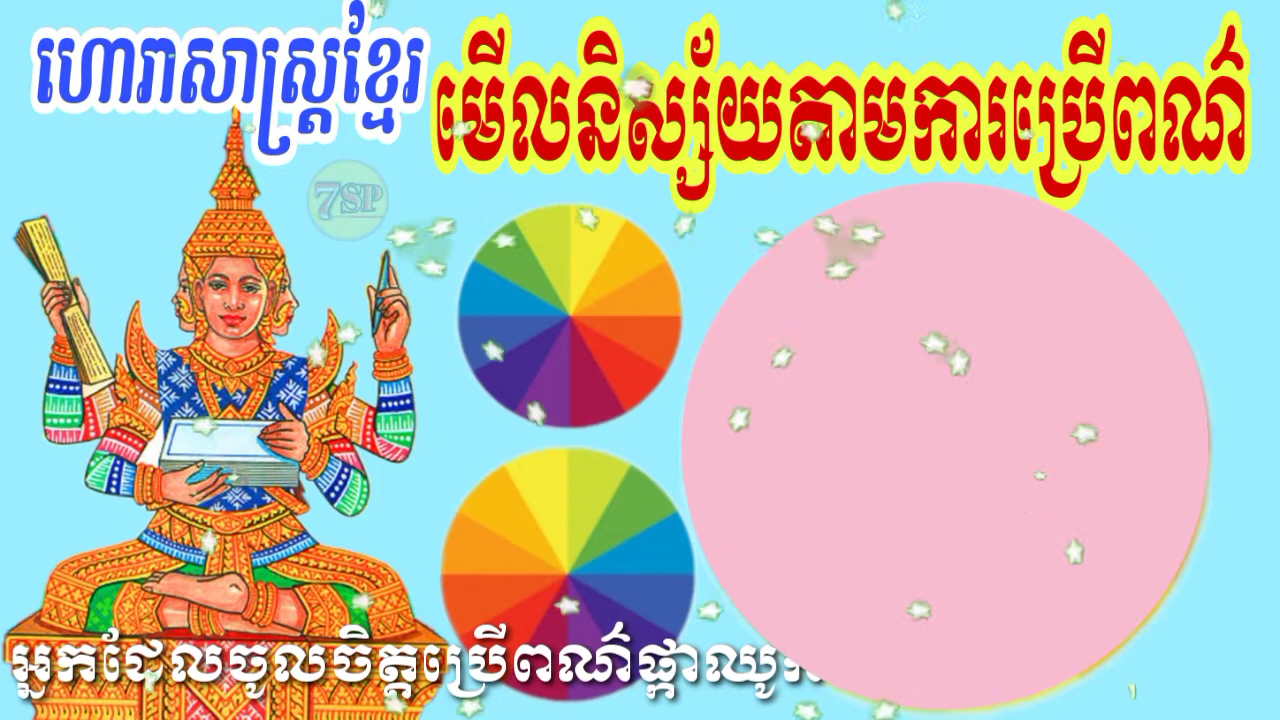 ហោរាសាស្ត្រខ្មែរ
មើលនិស្ស័យតាមការប្រើពណ៌
7SP
អ្នកដែលចូលចិត្តប្រើពណ៌ផ្កាឈូក